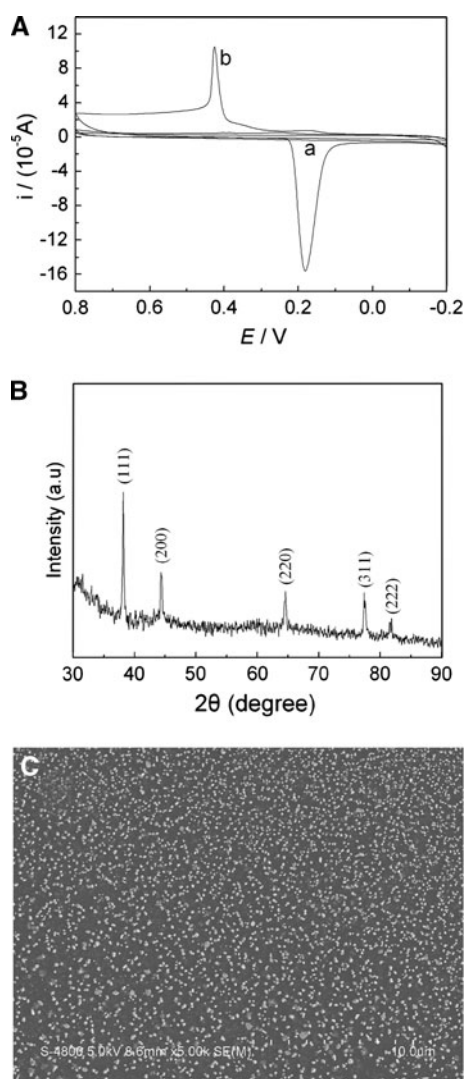 A
12
8
4
0
-4
-8
-12
-16
i / (10⁻⁵A)
b
a
0.8 0.6 0.4 0.2 0.0 -0.2
E / V
B
Intensity (a.u)
(111)
(200)
(220)
(311)
(222)
30 40 50 60 70 80 90
2θ (degree)
C
S-4800 5.0kV 8.6mm x5.00k SE(M)
10.0μm